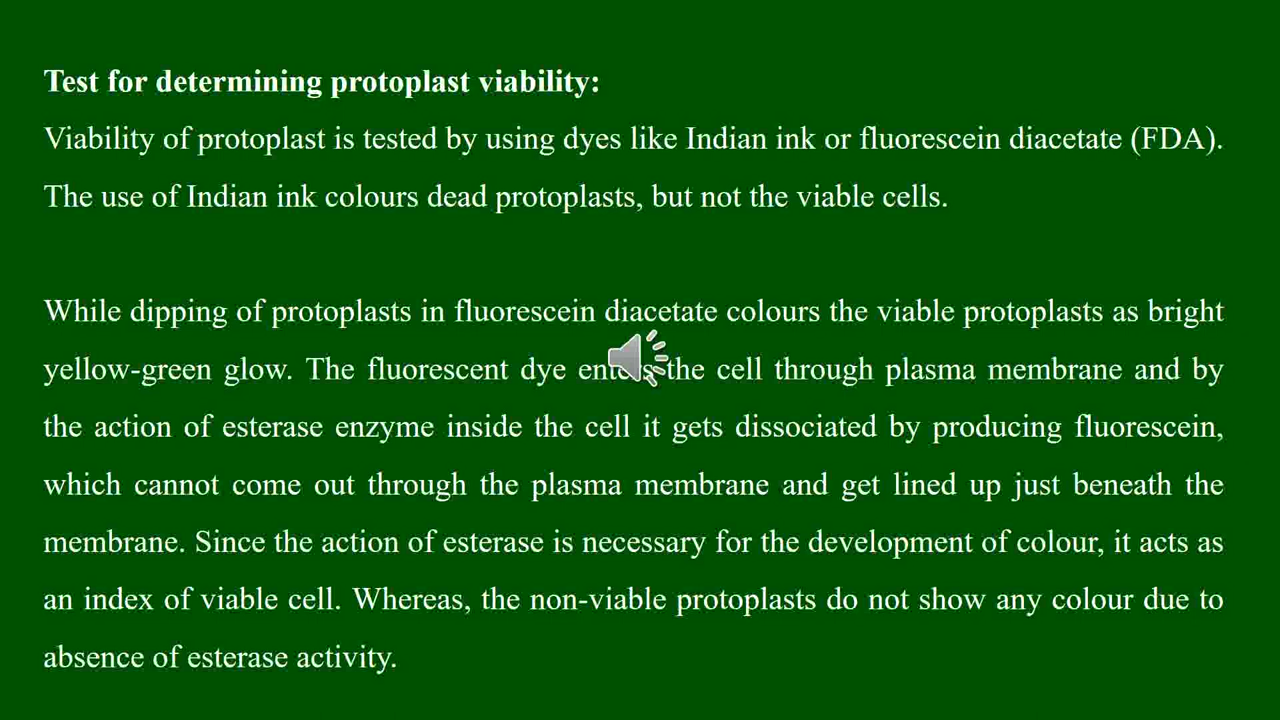 Test for determining protoplast viability:
Viability of protoplast is tested by using dyes like Indian ink or fluorescein diacetate (FDA).
The use of Indian ink colours dead protoplasts, but not the viable cells.
While dipping of protoplasts in fluorescein diacetate colours the viable protoplasts as bright
yellow-green glow. The fluorescent dye enters the cell through plasma membrane and by
the action of esterase enzyme inside the cell it gets dissociated by producing fluorescein,
which cannot come out through the plasma membrane and get lined up just beneath the
membrane. Since the action of esterase is necessary for the development of colour, it acts as
an index of viable cell. Whereas, the non-viable protoplasts do not show any colour due to
absence of esterase activity.